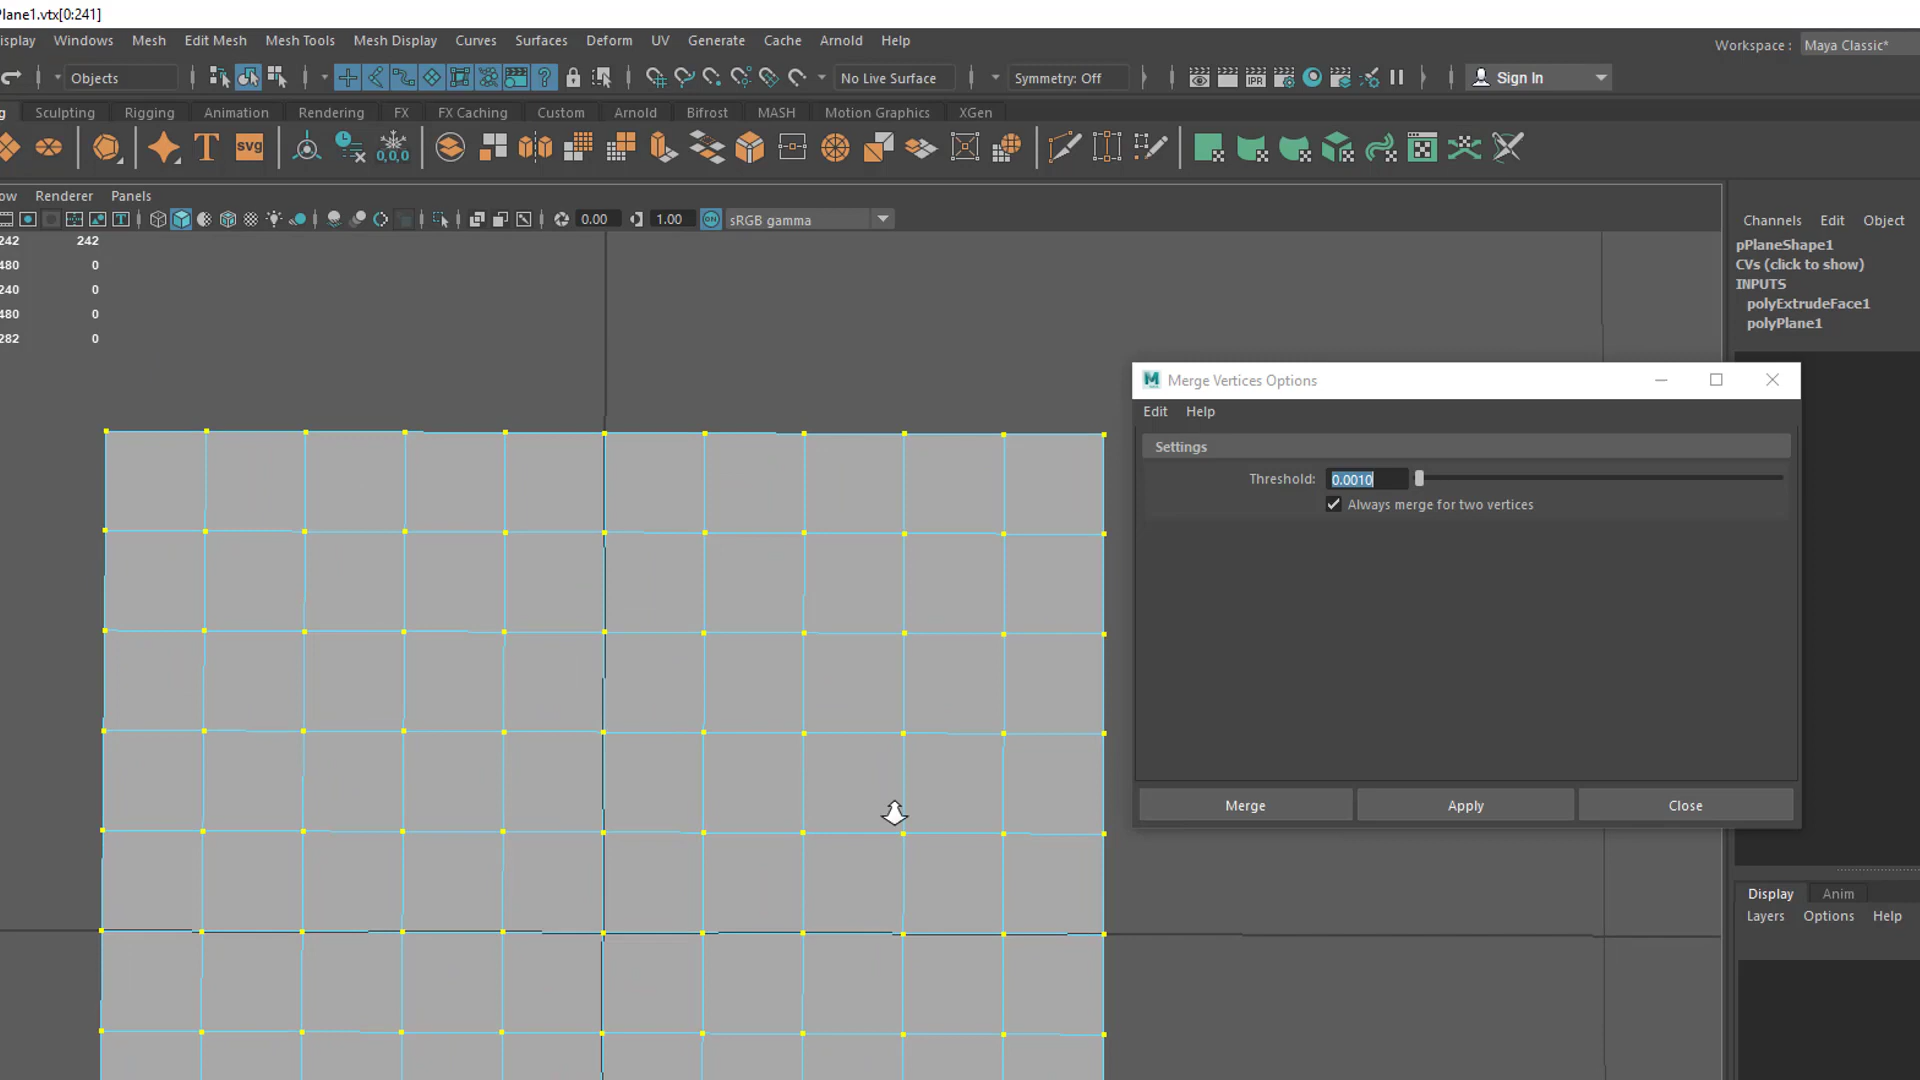 Plane1.vtx[0:241]
isplay Windows Mesh Edit Mesh Mesh Tools Mesh Display Curves Surfaces Deform UV Generate Cache Arnold Help
Workspace : Maya Classic*
Objects No Live Surface Symmetry: Off IPR Sign In
g Sculpting Rigging Animation Rendering FX FX Caching Custom Arnold Bifrost MASH Motion Graphics XGen
T svg 0,0,0
ow Renderer Panels
T 0.00 1.00 ON sRGB gamma
242 242
480 0
240 0
480 0
282 0
Channels Edit Object
pPlaneShape1
CVs (click to show)
INPUTS
polyExtrudeFace1
polyPlane1
M Merge Vertices Options
Edit Help
Settings
Threshold: 0.0010
Always merge for two vertices
Merge Apply Close
Display Anim
Layers Options Help